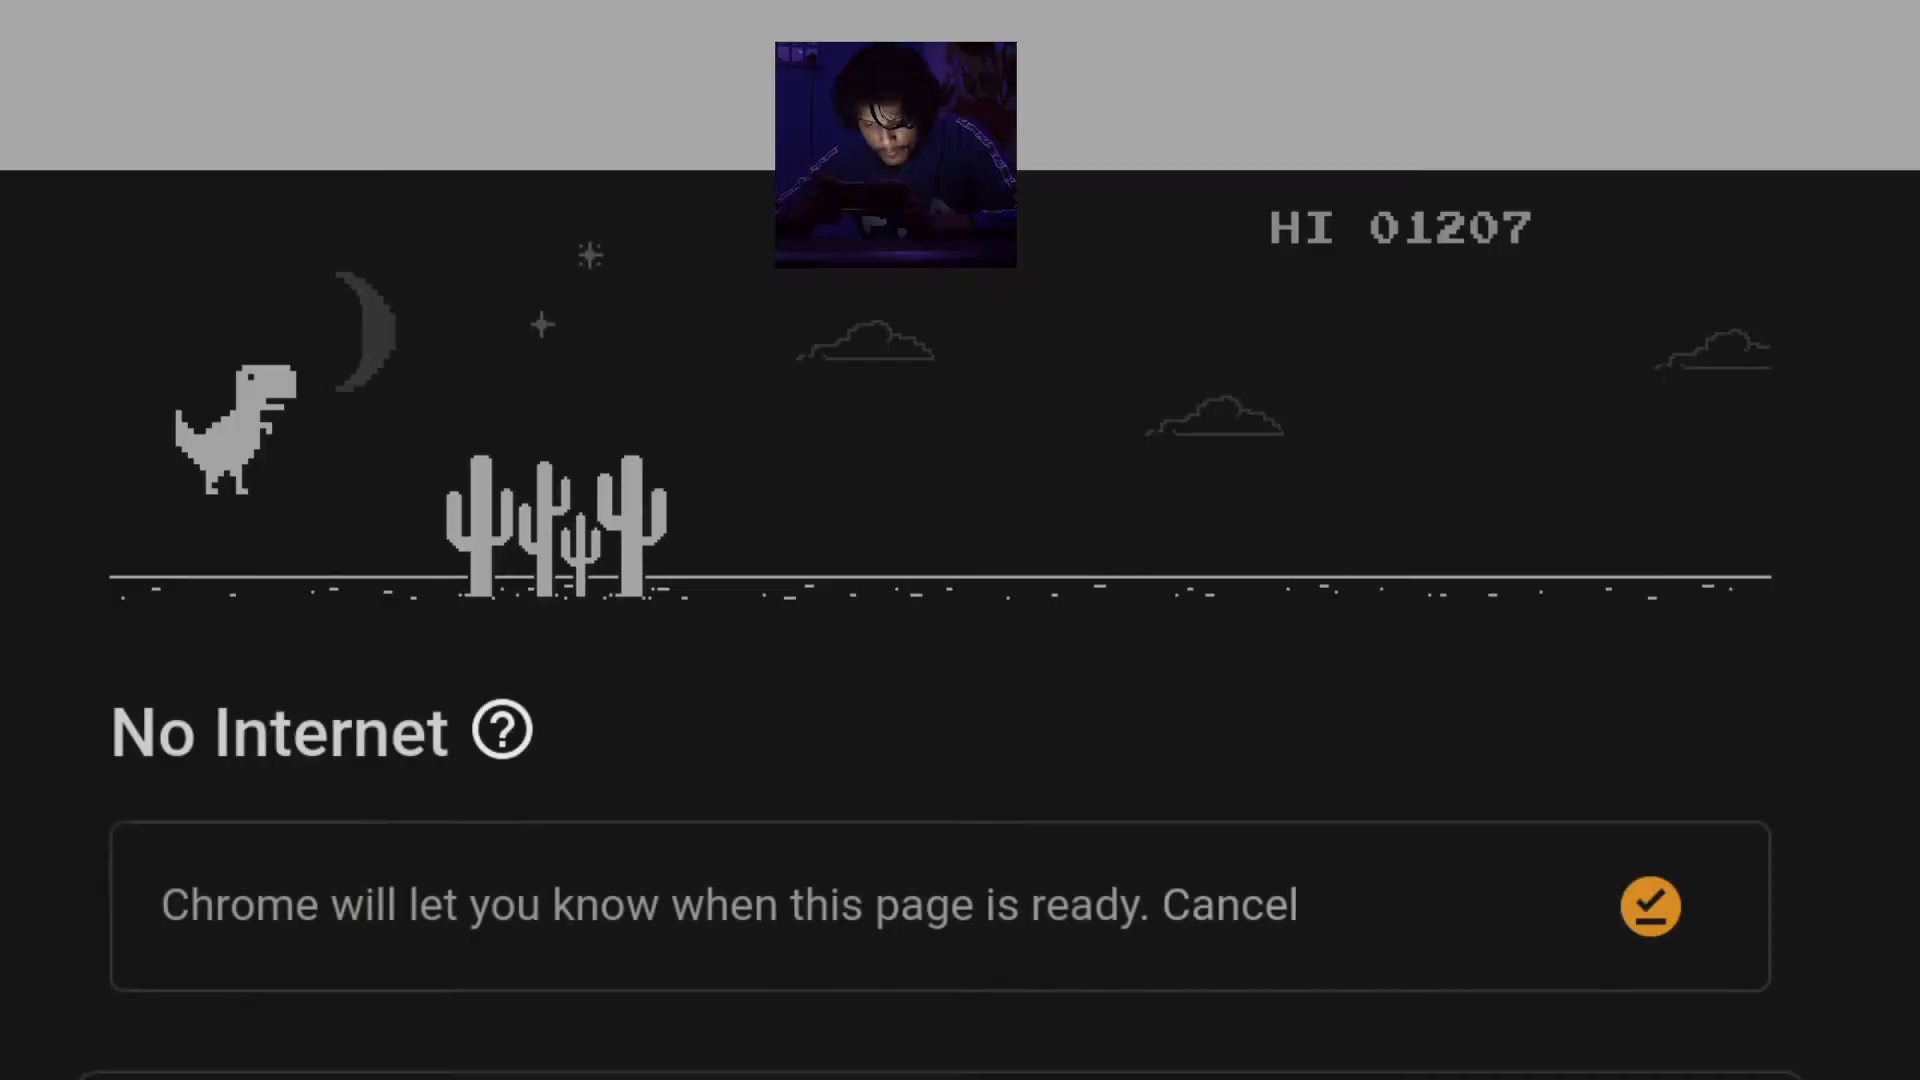 HI 01207
No Internet
Chrome will let you know when this page is ready. Cancel